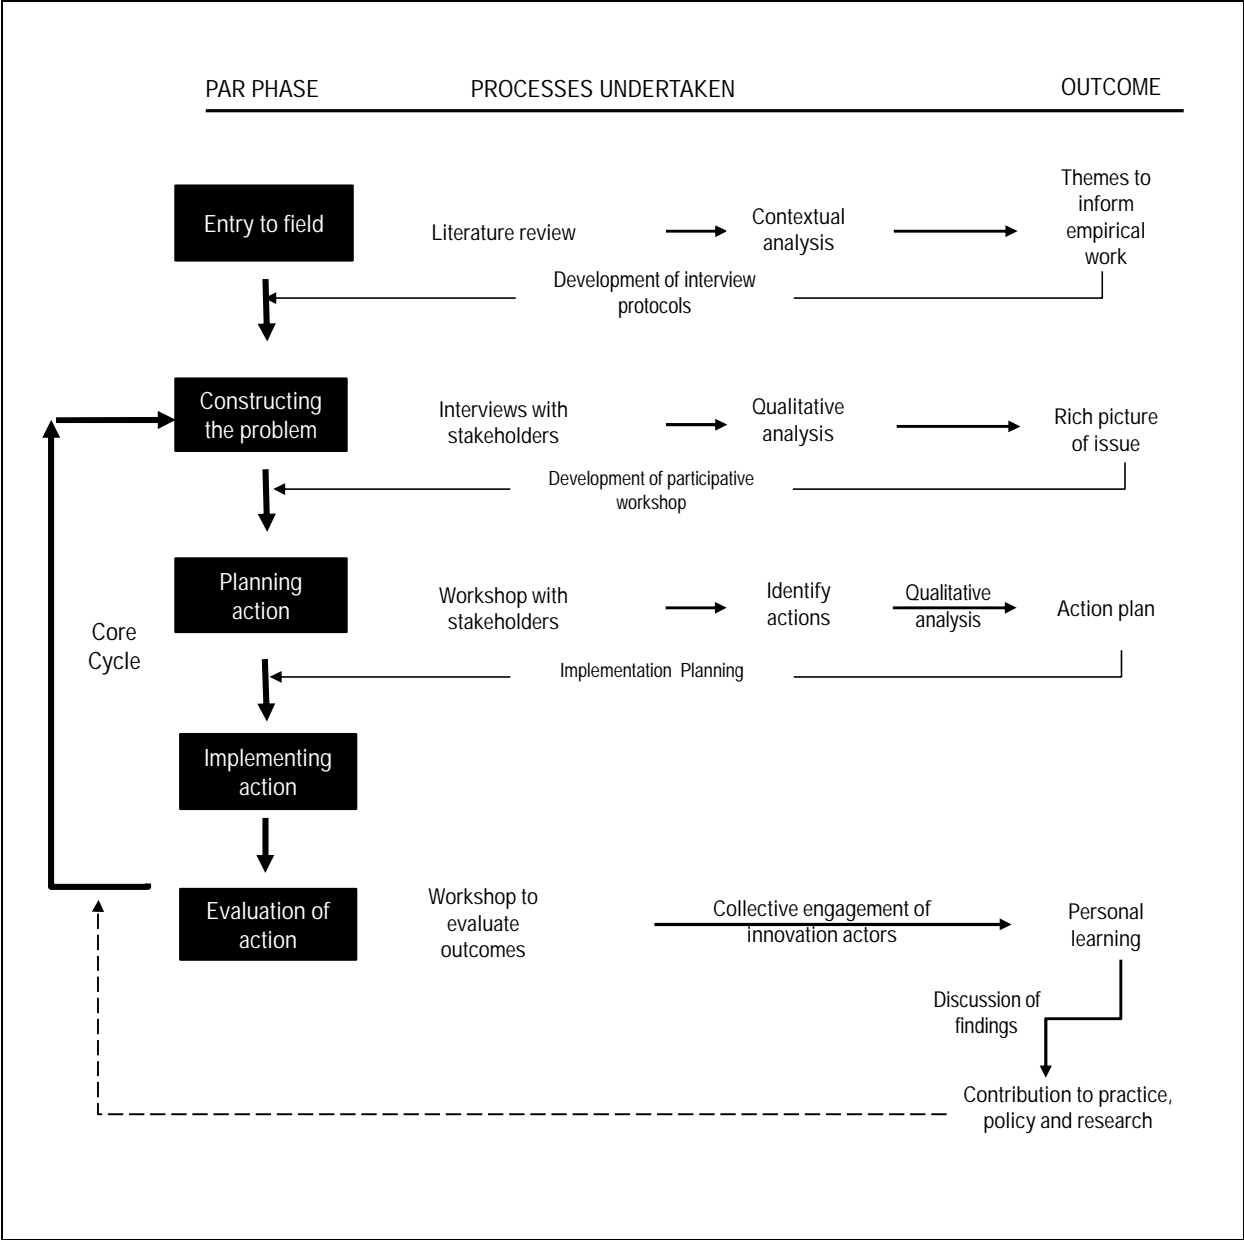 PAR PHASE
PROCESSES UNDERTAKEN
OUTCOME
Entry to field
Literature review
Contextual
analysis
Themes to
inform
empirical
work
Development of interview
protocols
Constructing
the problem
Interviews with
stakeholders
Qualitative
analysis
Rich picture
of issue
Development of participative
workshop
Planning
action
Workshop with
stakeholders
Identify
actions
Qualitative
analysis
Action plan
Core
Cycle
Implementation Planning
Implementing
action
Evaluation of
action
Workshop to
evaluate
outcomes
Collective engagement of
innovation actors
Personal
learning
Discussion of
findings
Contribution to practice,
policy and research